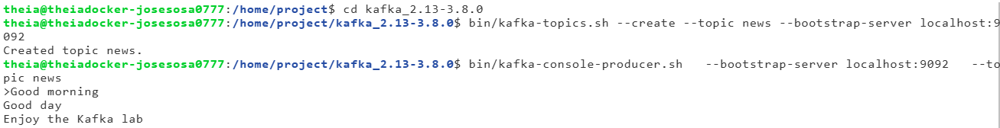 theia@theiadocker-josesosa0777:/home/project$ cd kafka_2.13-3.8.0
theia@theiadocker-josesosa0777:/home/project/kafka_2.13-3.8.0$ bin/kafka-topics.sh --create --topic news --bootstrap-server localhost:9
092
Created topic news.
theia@theiadocker-josesosa0777:/home/project/kafka_2.13-3.8.0$ bin/kafka-console-producer.sh   --bootstrap-server localhost:9092   --to
pic news
>Good morning
Good day
Enjoy the Kafka lab